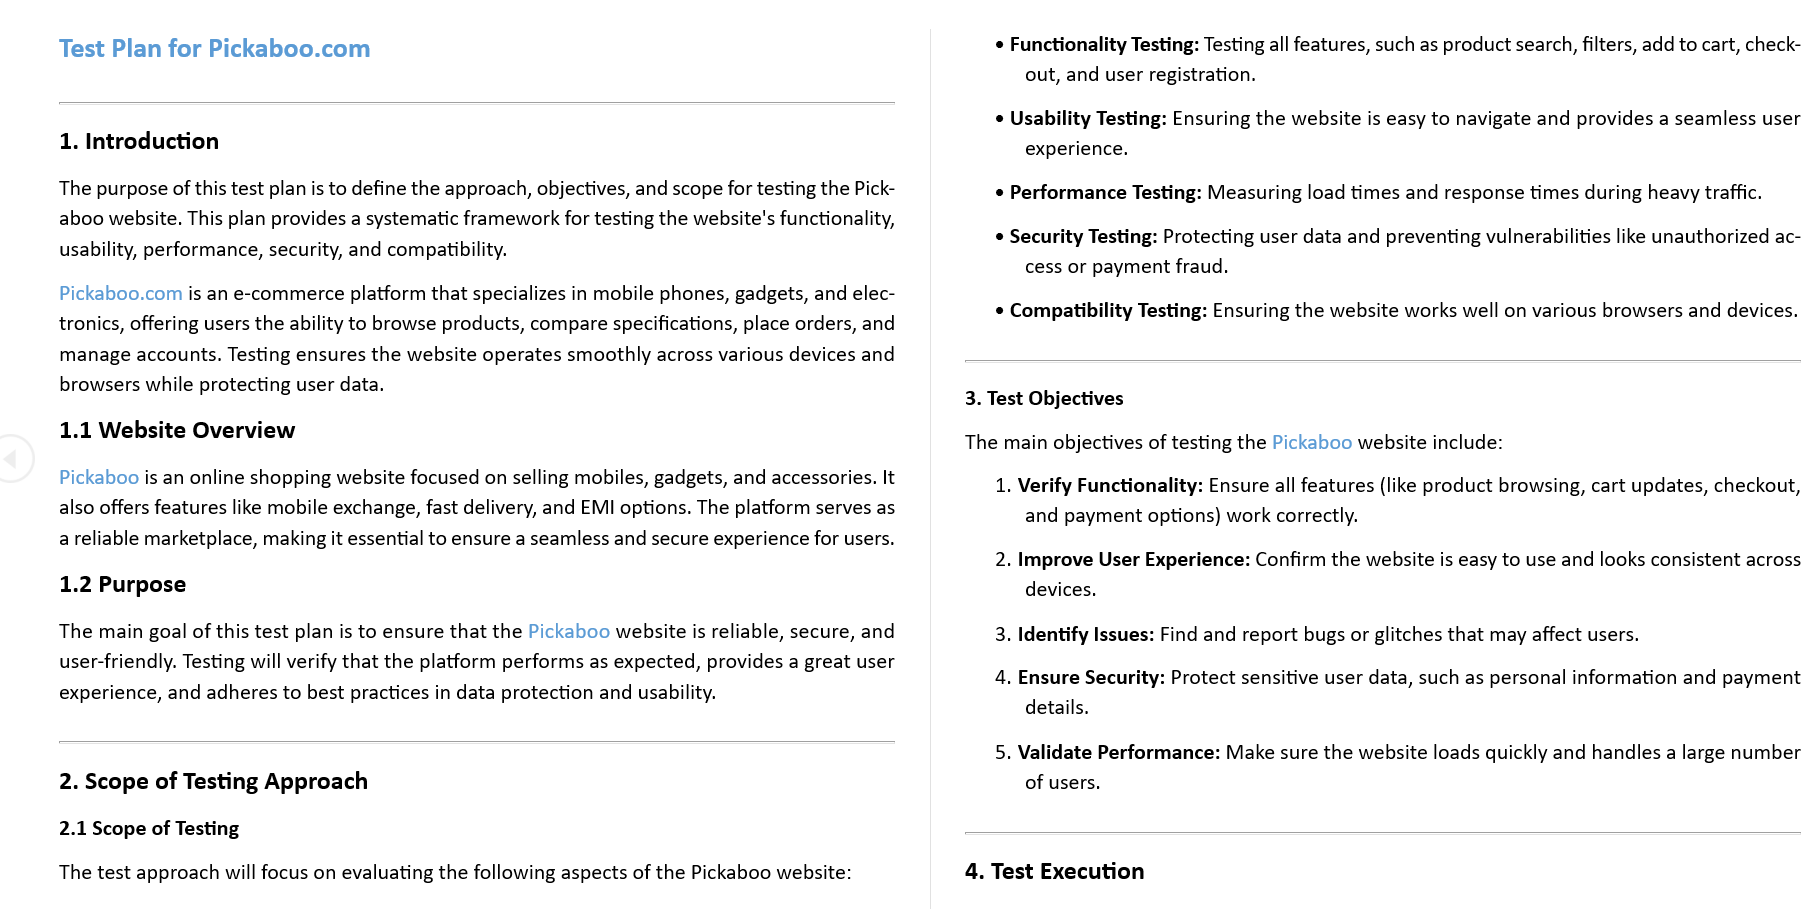 Test Plan for Pickaboo.com
1. Introduction
The purpose of this test plan is to define the approach, objectives, and scope for testing the Pick-
aboo website. This plan provides a systematic framework for testing the website's functionality,
usability, performance, security, and compatibility.
Pickaboo.com is an e-commerce platform that specializes in mobile phones, gadgets, and elec-
tronics, offering users the ability to browse products, compare specifications, place orders, and
manage accounts. Testing ensures the website operates smoothly across various devices and
browsers while protecting user data.
1.1 Website Overview
Pickaboo is an online shopping website focused on selling mobiles, gadgets, and accessories. It
also offers features like mobile exchange, fast delivery, and EMI options. The platform serves as
a reliable marketplace, making it essential to ensure a seamless and secure experience for users.
1.2 Purpose
The main goal of this test plan is to ensure that the Pickaboo website is reliable, secure, and
user-friendly. Testing will verify that the platform performs as expected, provides a great user
experience, and adheres to best practices in data protection and usability.
2. Scope of Testing Approach
2.1 Scope of Testing
The test approach will focus on evaluating the following aspects of the Pickaboo website:
• Functionality Testing: Testing all features, such as product search, filters, add to cart, check-
out, and user registration.
• Usability Testing: Ensuring the website is easy to navigate and provides a seamless user
experience.
• Performance Testing: Measuring load times and response times during heavy traffic.
• Security Testing: Protecting user data and preventing vulnerabilities like unauthorized ac-
cess or payment fraud.
• Compatibility Testing: Ensuring the website works well on various browsers and devices.
3. Test Objectives
The main objectives of testing the Pickaboo website include:
1. Verify Functionality: Ensure all features (like product browsing, cart updates, checkout,
and payment options) work correctly.
2. Improve User Experience: Confirm the website is easy to use and looks consistent across
devices.
3. Identify Issues: Find and report bugs or glitches that may affect users.
4. Ensure Security: Protect sensitive user data, such as personal information and payment
details.
5. Validate Performance: Make sure the website loads quickly and handles a large number
of users.
4. Test Execution